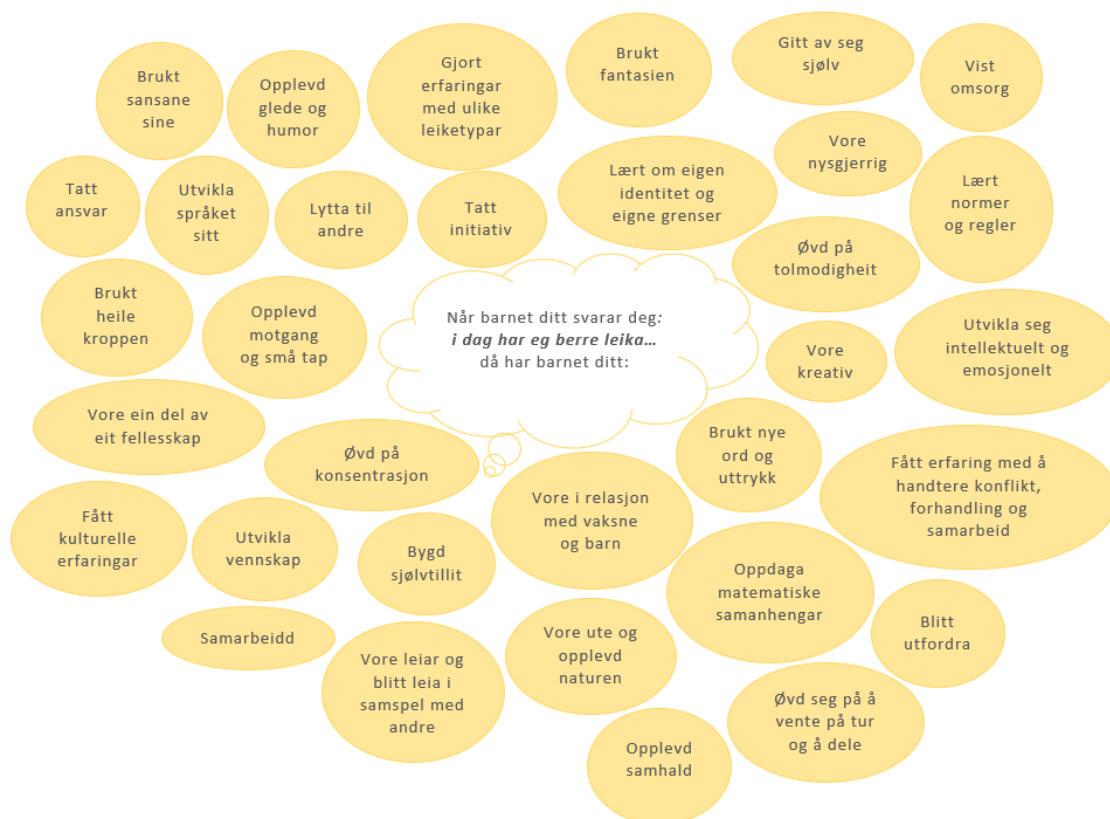 Brukt
sansane
sine
Opplevd
glede og
humor
Gjort
erfaringar
med ulike
leiketypar
Brukt
fantasien
Gitt av seg
sjølv
Vist
omsorg
Tatt
ansvar
Utvikla
språket
sitt
Lytta til
andre
Tatt
initiativ
Lært om eigen
identitet og
eigne grenser
Vore
nysgjerrig
Lært
normer
og regler
Øvd på
tolmodigheit
Brukt
heile
kroppen
Opplevd
motgang
og små tap
Når barnet ditt svarar deg:
i dag har eg berre leika…
då har barnet ditt:
Vore
kreativ
Utvikla seg
intellektuelt og
emosjonelt
Vore ein del av
eit fellesskap
Øvd på
konsentrasjon
Brukt nye
ord og
uttrykk
Fått erfaring med å
handtere konflikt,
forhandling og
samarbeid
Fått
kulturelle
erfaringar
Utvikla
vennskap
Bygd
sjølvtillit
Vore i relasjon
med vaksne
og barn
Oppdaga
matematiske
samanhengar
Samarbeidd
Vore leiar og
blitt leia i
samspel med
andre
Vore ute og
opplevd
naturen
Blitt
utfordra
Opplevd
samhald
Øvd seg på å
vente på tur
og å dele